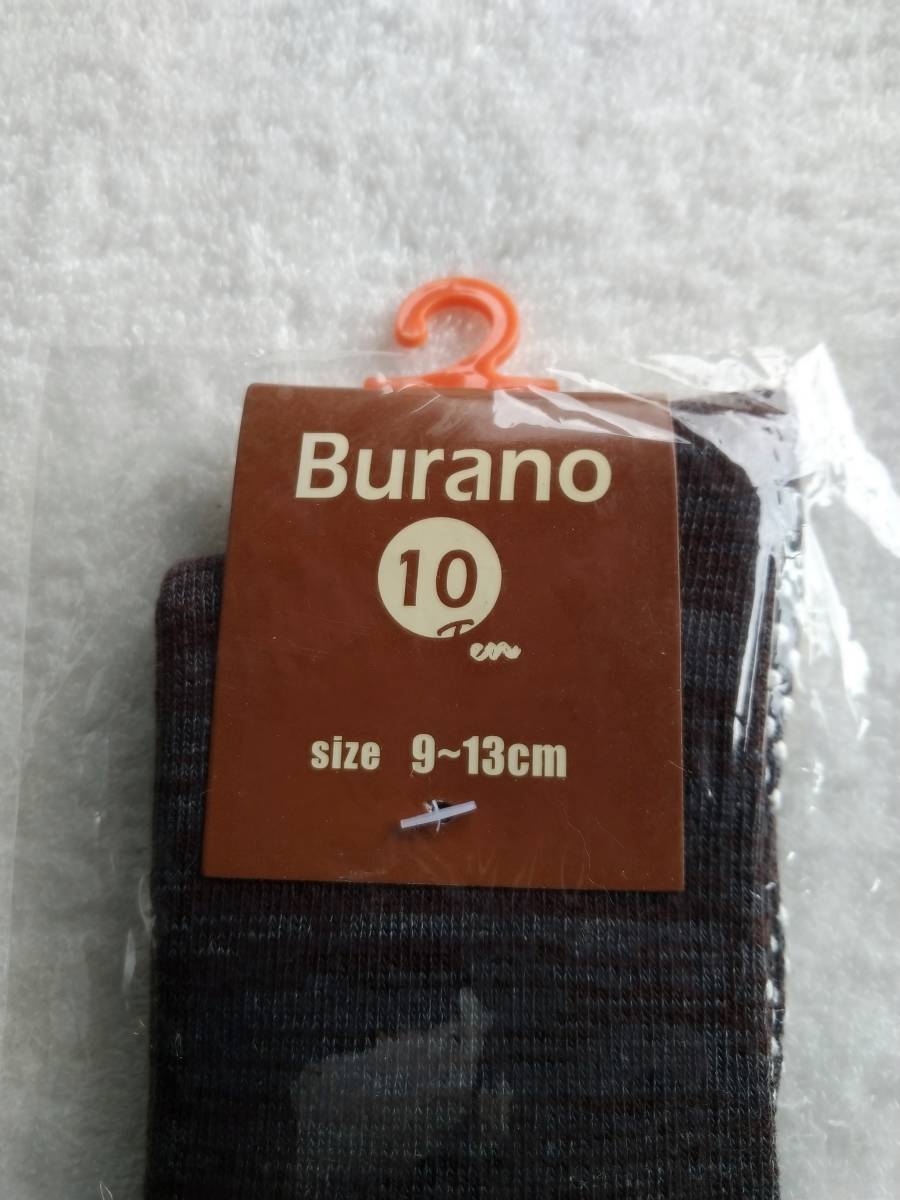 Burano
10
Ten
size 9~13cm